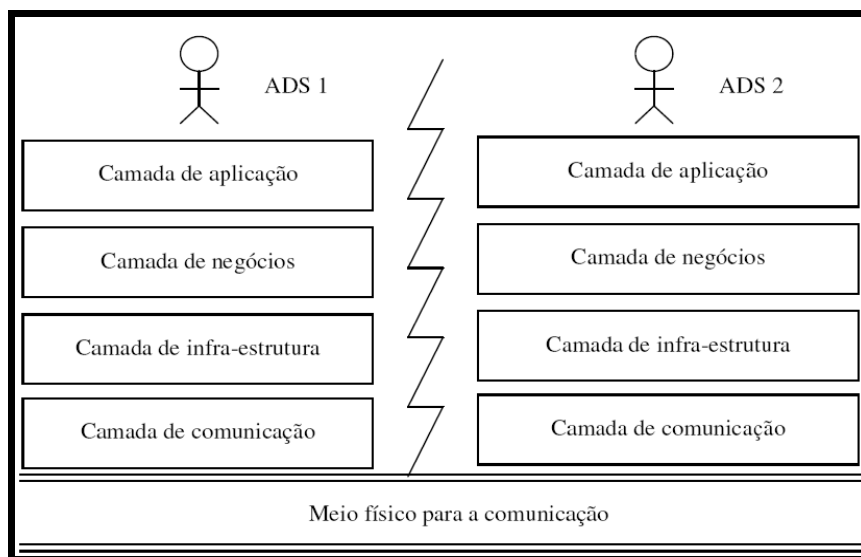 ADS 1
Camada de aplicação
Camada de negócios
Camada de infra-estrutura
Camada de comunicação
ADS 2
Camada de aplicação
Camada de negócios
Camada de infra-estrutura
Camada de comunicação
Meio físico para a comunicação